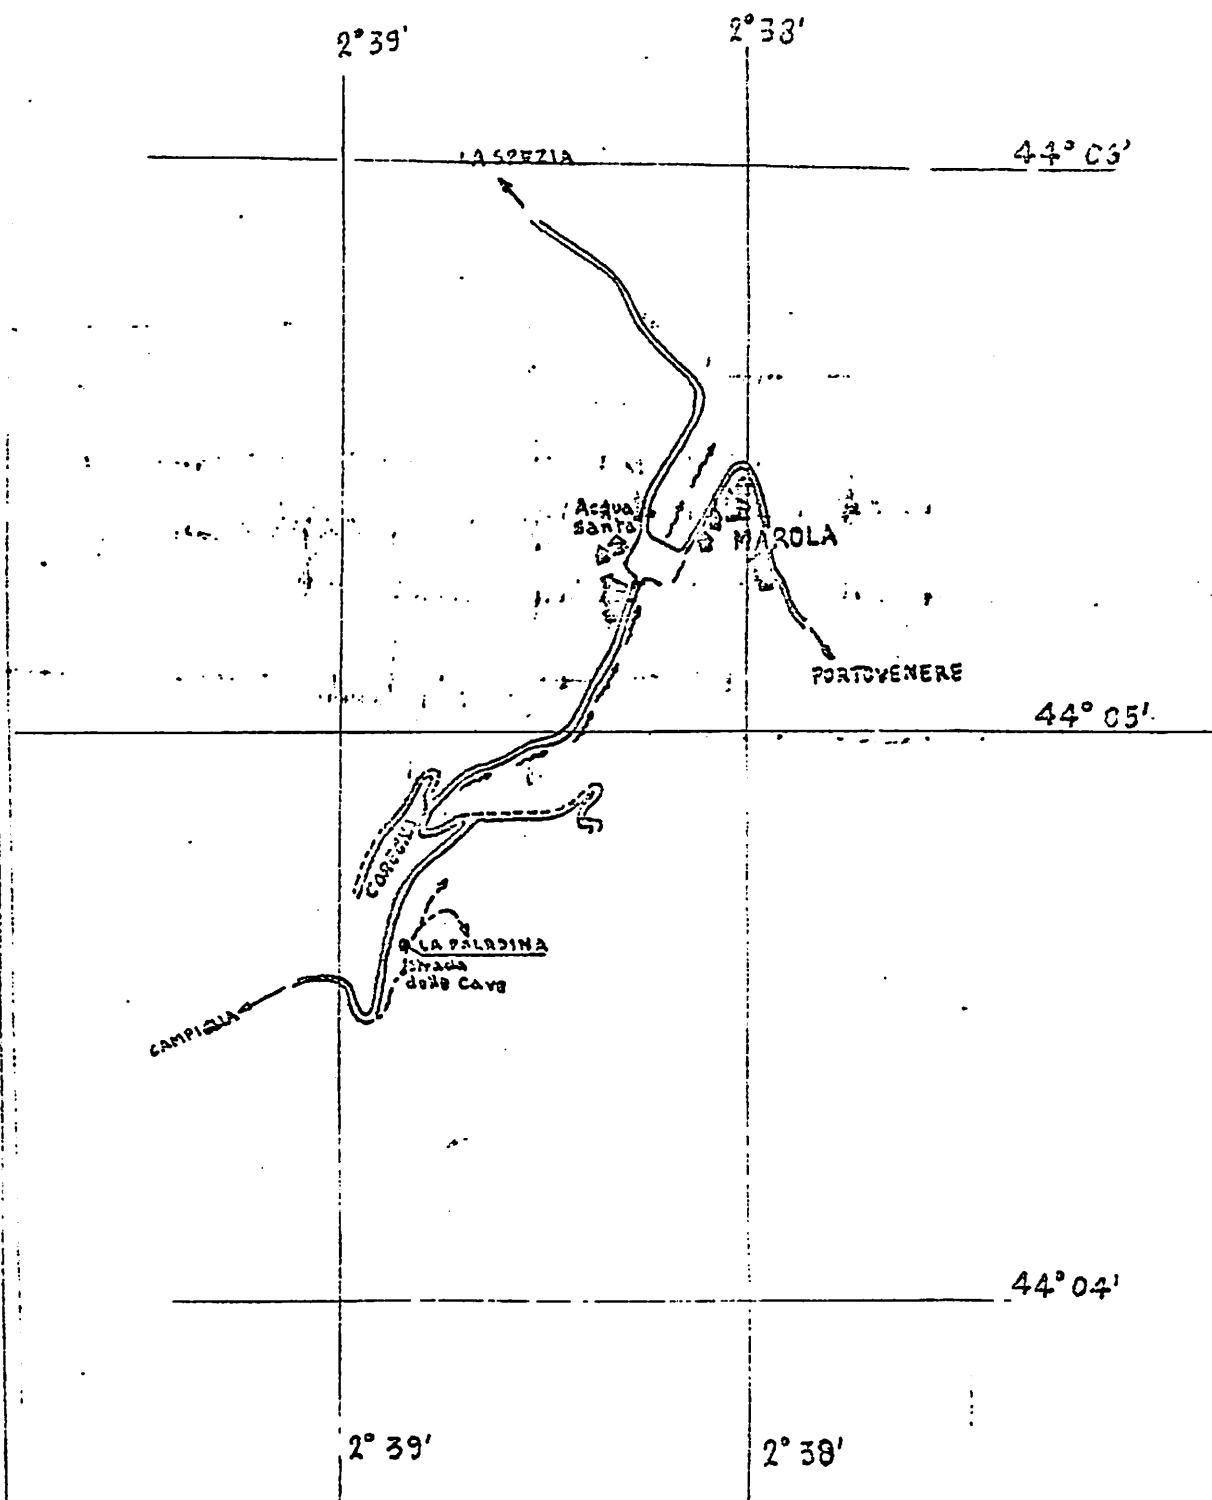 2° 39'
2° 38'
LA SPEZIA
44° 06'
Acqua
Santa
MAROLA
PORTOVENERE
44° 05'
COREGNA
LA PALADINA
Strada
delle Cave
CAMPIGLIA
44° 04'
2° 39'
2° 38'